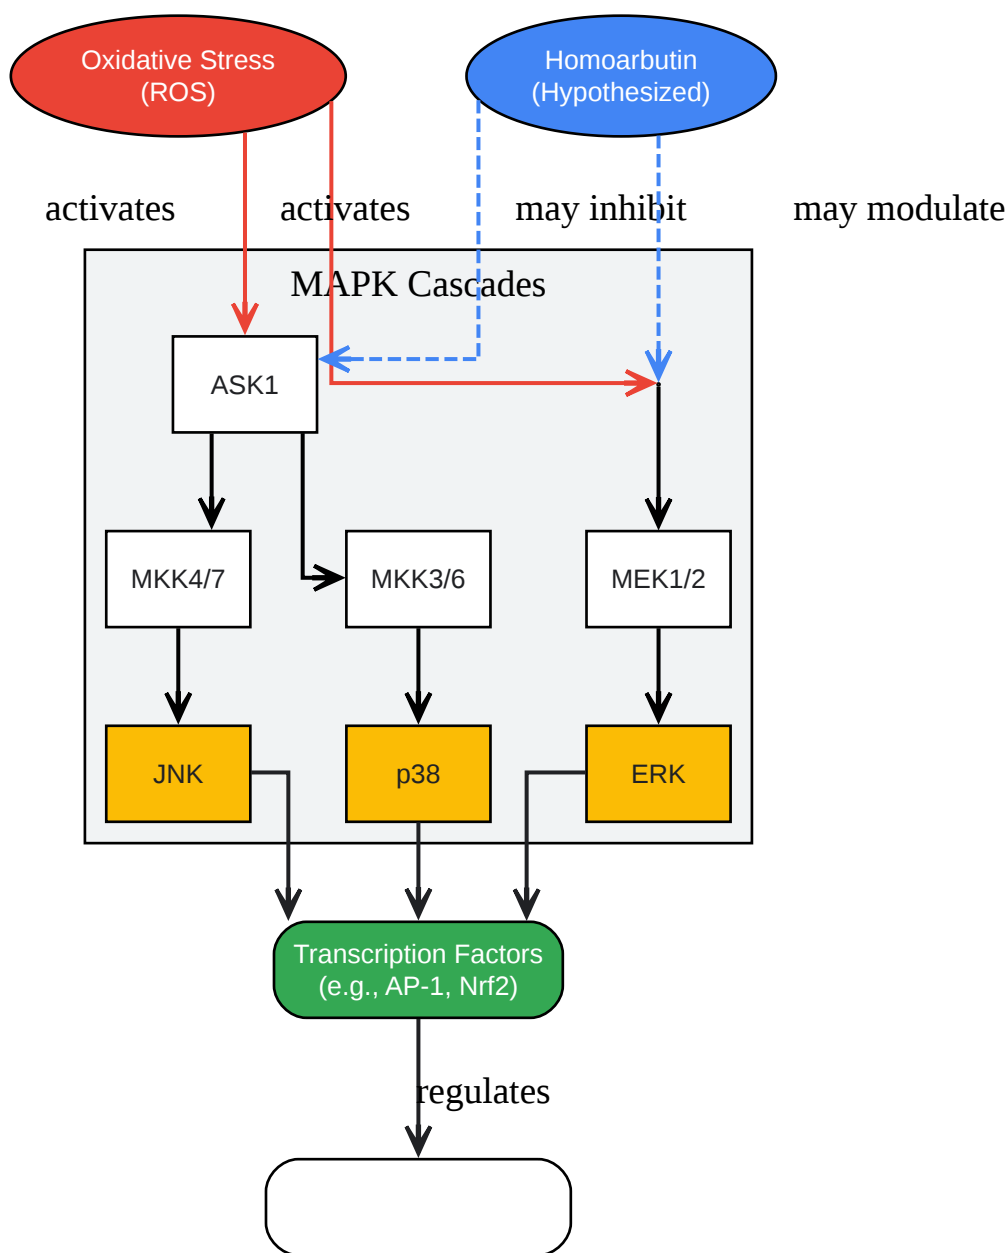 Oxidative Stress
(ROS)
Homoarbutin
(Hypothesized)
activates
activates
may inhibit
may modulate
MAPK Cascades
ASK1
MKK4/7
MKK3/6
MEK1/2
JNK
p38
ERK
Transcription Factors
(e.g., AP-1, Nrf2)
regulates